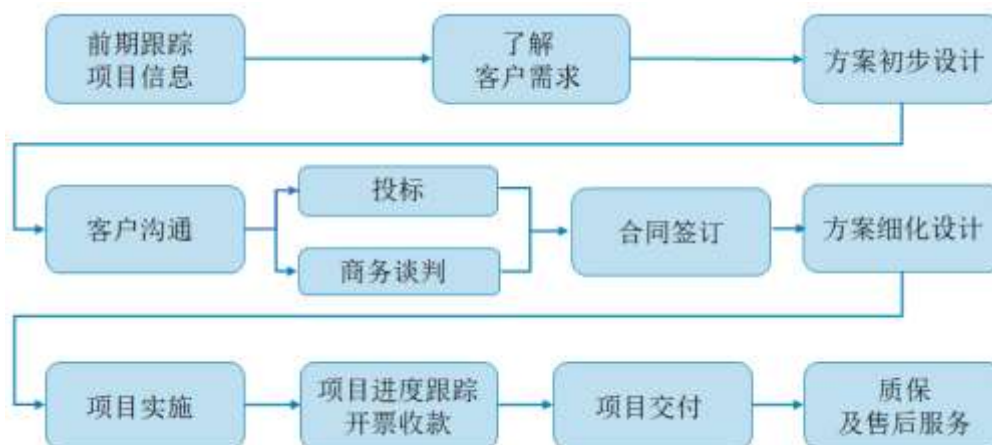 前期跟踪
项目信息
了解
客户需求
方案初步设计
客户沟通
投标
商务谈判
合同签订
方案细化设计
项目实施
项目进度跟踪
开票收款
项目交付
质保
及售后服务